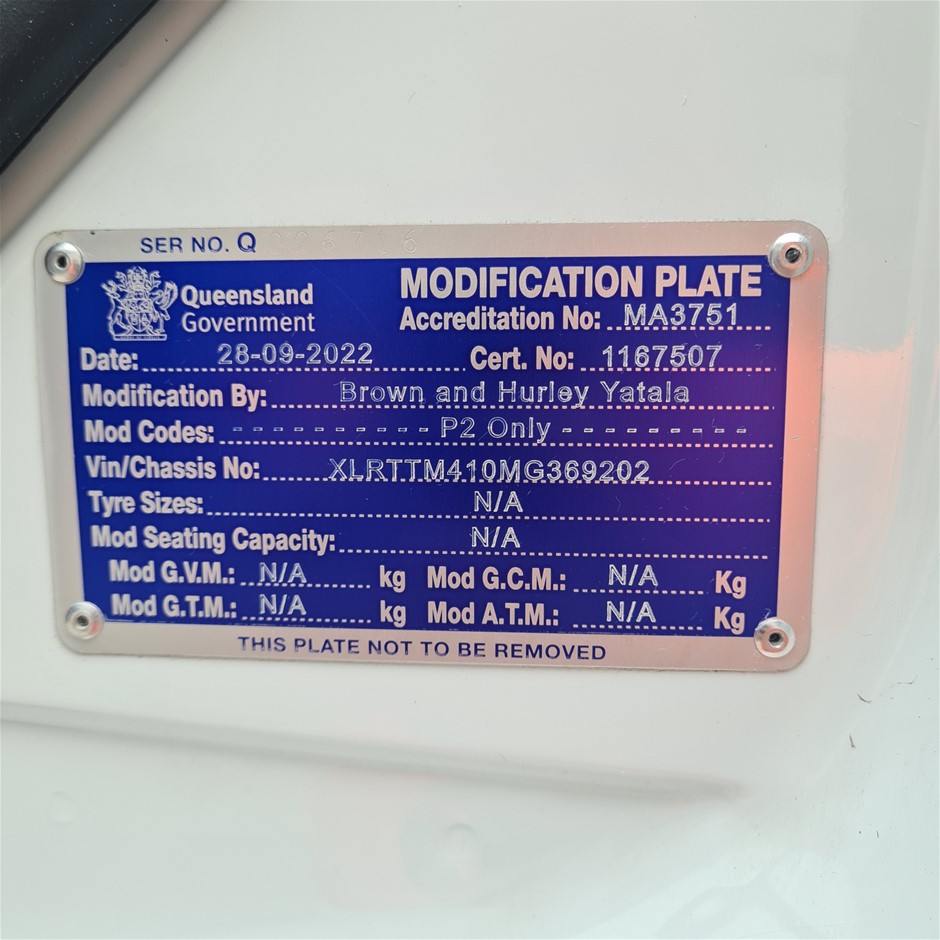 SER NO. Q
Queensland Government
MODIFICATION PLATE
Accreditation No: MA3751
Date: 28-09-2022 Cert. No: 1167507
Modification By: Brown and Hurley Yatala
Mod Codes: - - - - - - - - - - P2 Only - - - - - - - - -
Vin/Chassis No: XLRTTM410MG369202
Tyre Sizes: N/A
Mod Seating Capacity: N/A
Mod G.V.M.: N/A kg Mod G.C.M.: N/A Kg
Mod G.T.M.: N/A kg Mod A.T.M.: N/A Kg
THIS PLATE NOT TO BE REMOVED